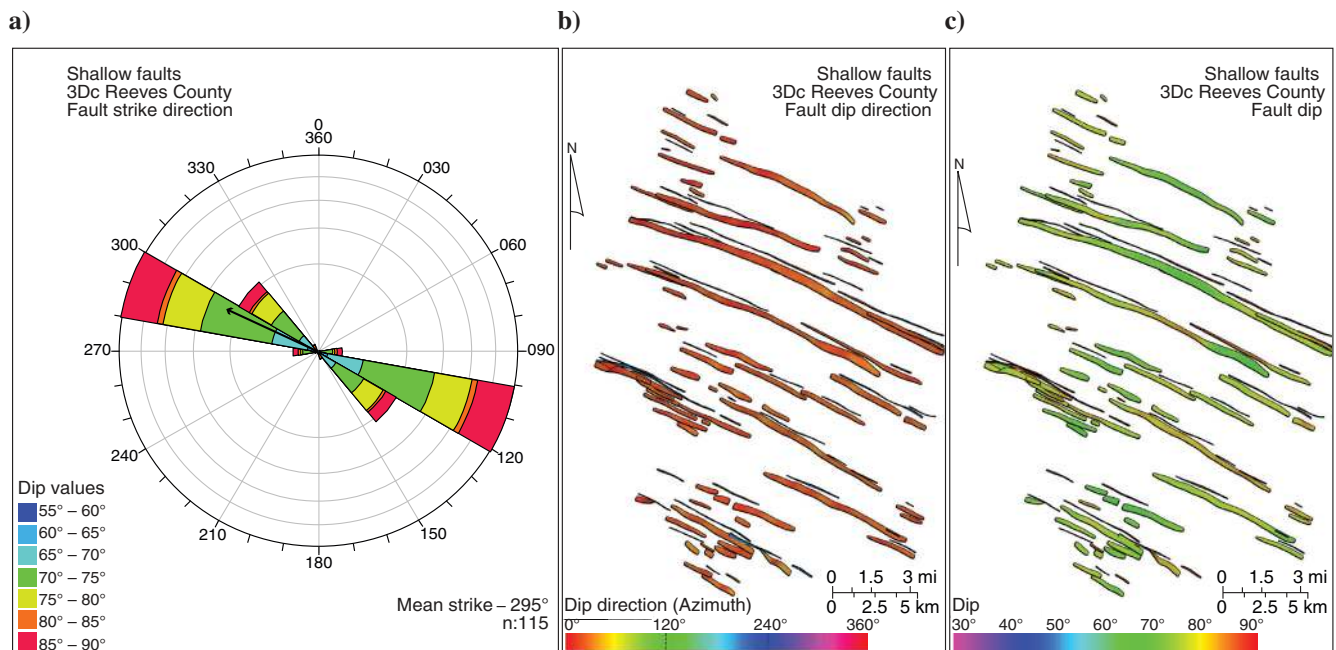 a)
Shallow faults
3Dc Reeves County
Fault strike direction
0
360
330
030
300
060
270
090
240
120
210
150
180
Dip values
55° – 60°
60° – 65°
65° – 70°
70° – 75°
75° – 80°
80° – 85°
85° – 90°
Mean strike – 295°
n:115
b)
Shallow faults
3Dc Reeves County
Fault dip direction
N
0 1.5 3 mi
0 2.5 5 km
Dip direction (Azimuth)
0° 120° 240° 360°
c)
Shallow faults
3Dc Reeves County
Fault dip
N
0 1.5 3 mi
0 2.5 5 km
Dip
30° 40° 50° 60° 70° 80° 90°